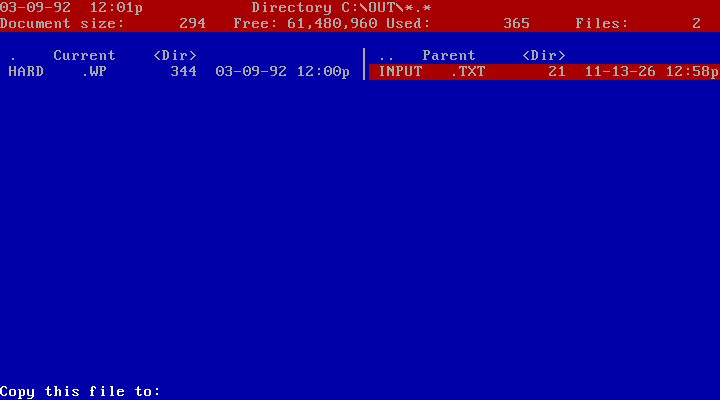 03-09-92  12:01p            Directory C:\OUT\*.*
Document size:      294   Free: 61,480,960 Used:        365     Files:       2
.    Current    <Dir>                   │ ..   Parent     <Dir>
HARD    .WP       344  03-09-92 12:00p │ INPUT   .TXT       21  11-13-26 12:58p
Copy this file to: